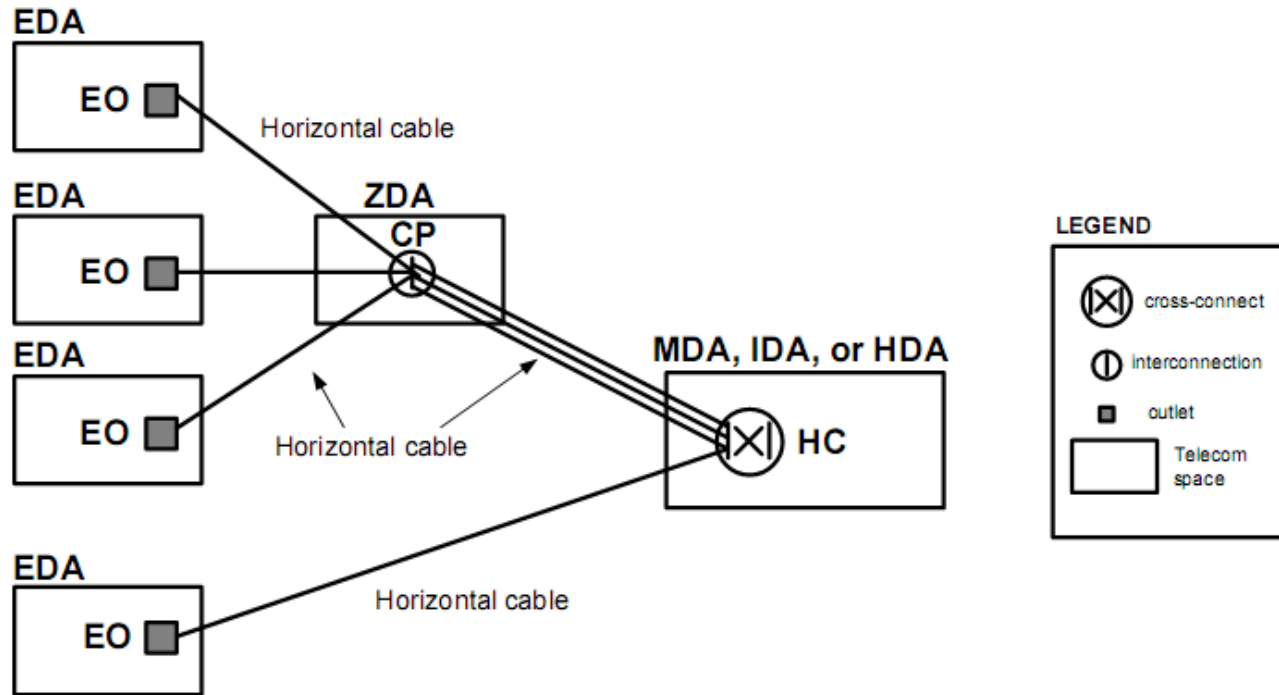 EDA
EO
Horizontal cable
EDA
EO
ZDA
CP
EDA
EO
Horizontal cable
MDA, IDA, or HDA
HC
EDA
EO
Horizontal cable
LEGEND
cross-connect
interconnection
outlet
Telecom
space